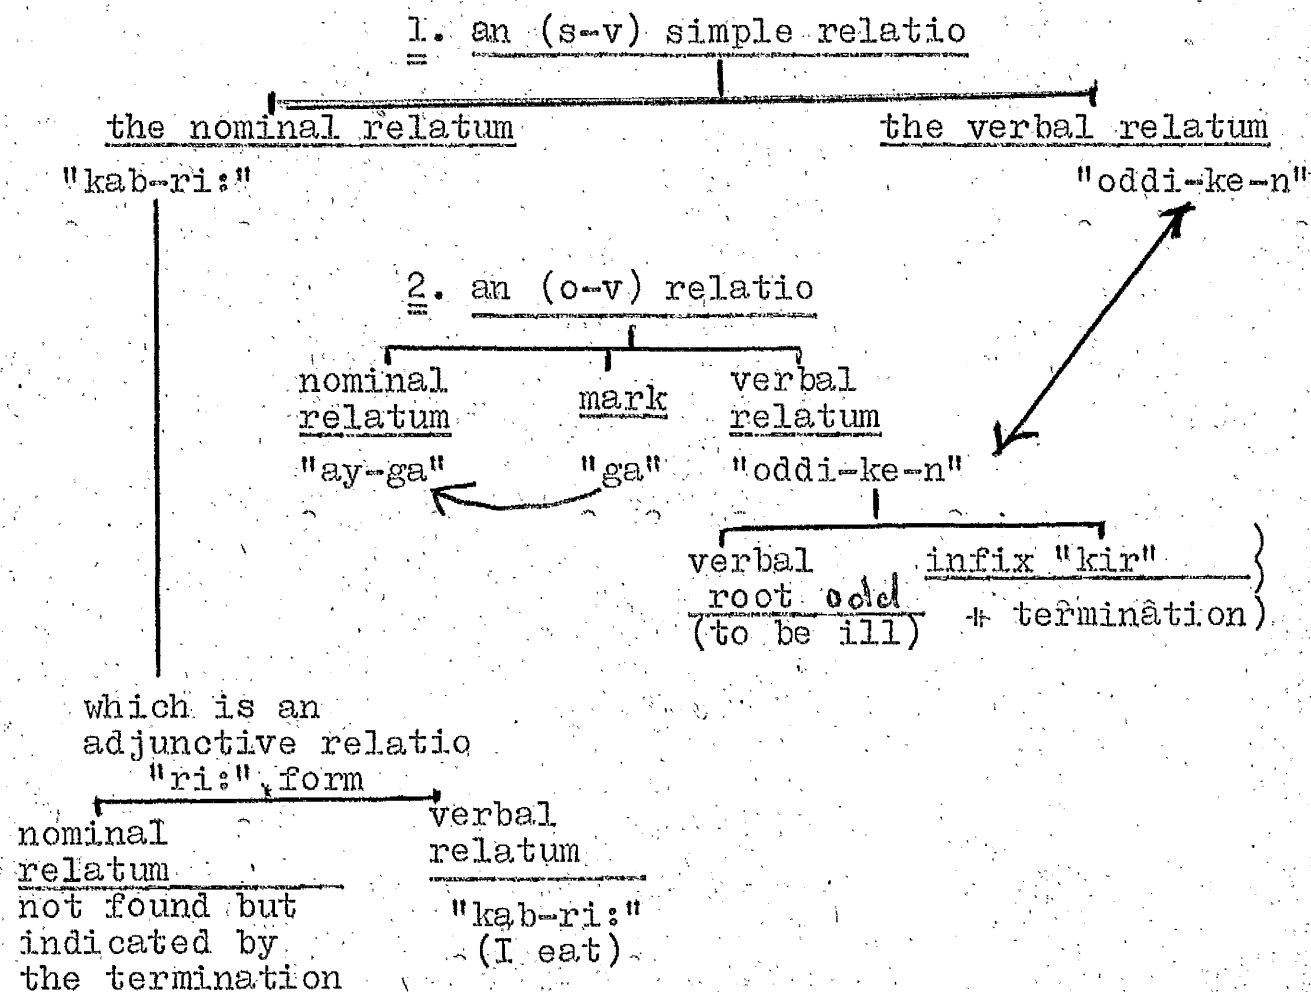 1. an (s-v) simple relatio
the nominal relatum
the verbal relatum
"kab-ri:"
"oddi-ke-n"
2. an (o-v) relatio
nominal
relatum
mark
verbal
relatum
"ay-ga"
"ga"
"oddi-ke-n"
verbal
root odd
(to be ill)
infix "kir"
+ termination)
which is an
adjunctive relatio
"ri:" form
nominal
relatum
not found but
indicated by
the termination
verbal
relatum
"kab-ri:"
(I eat)